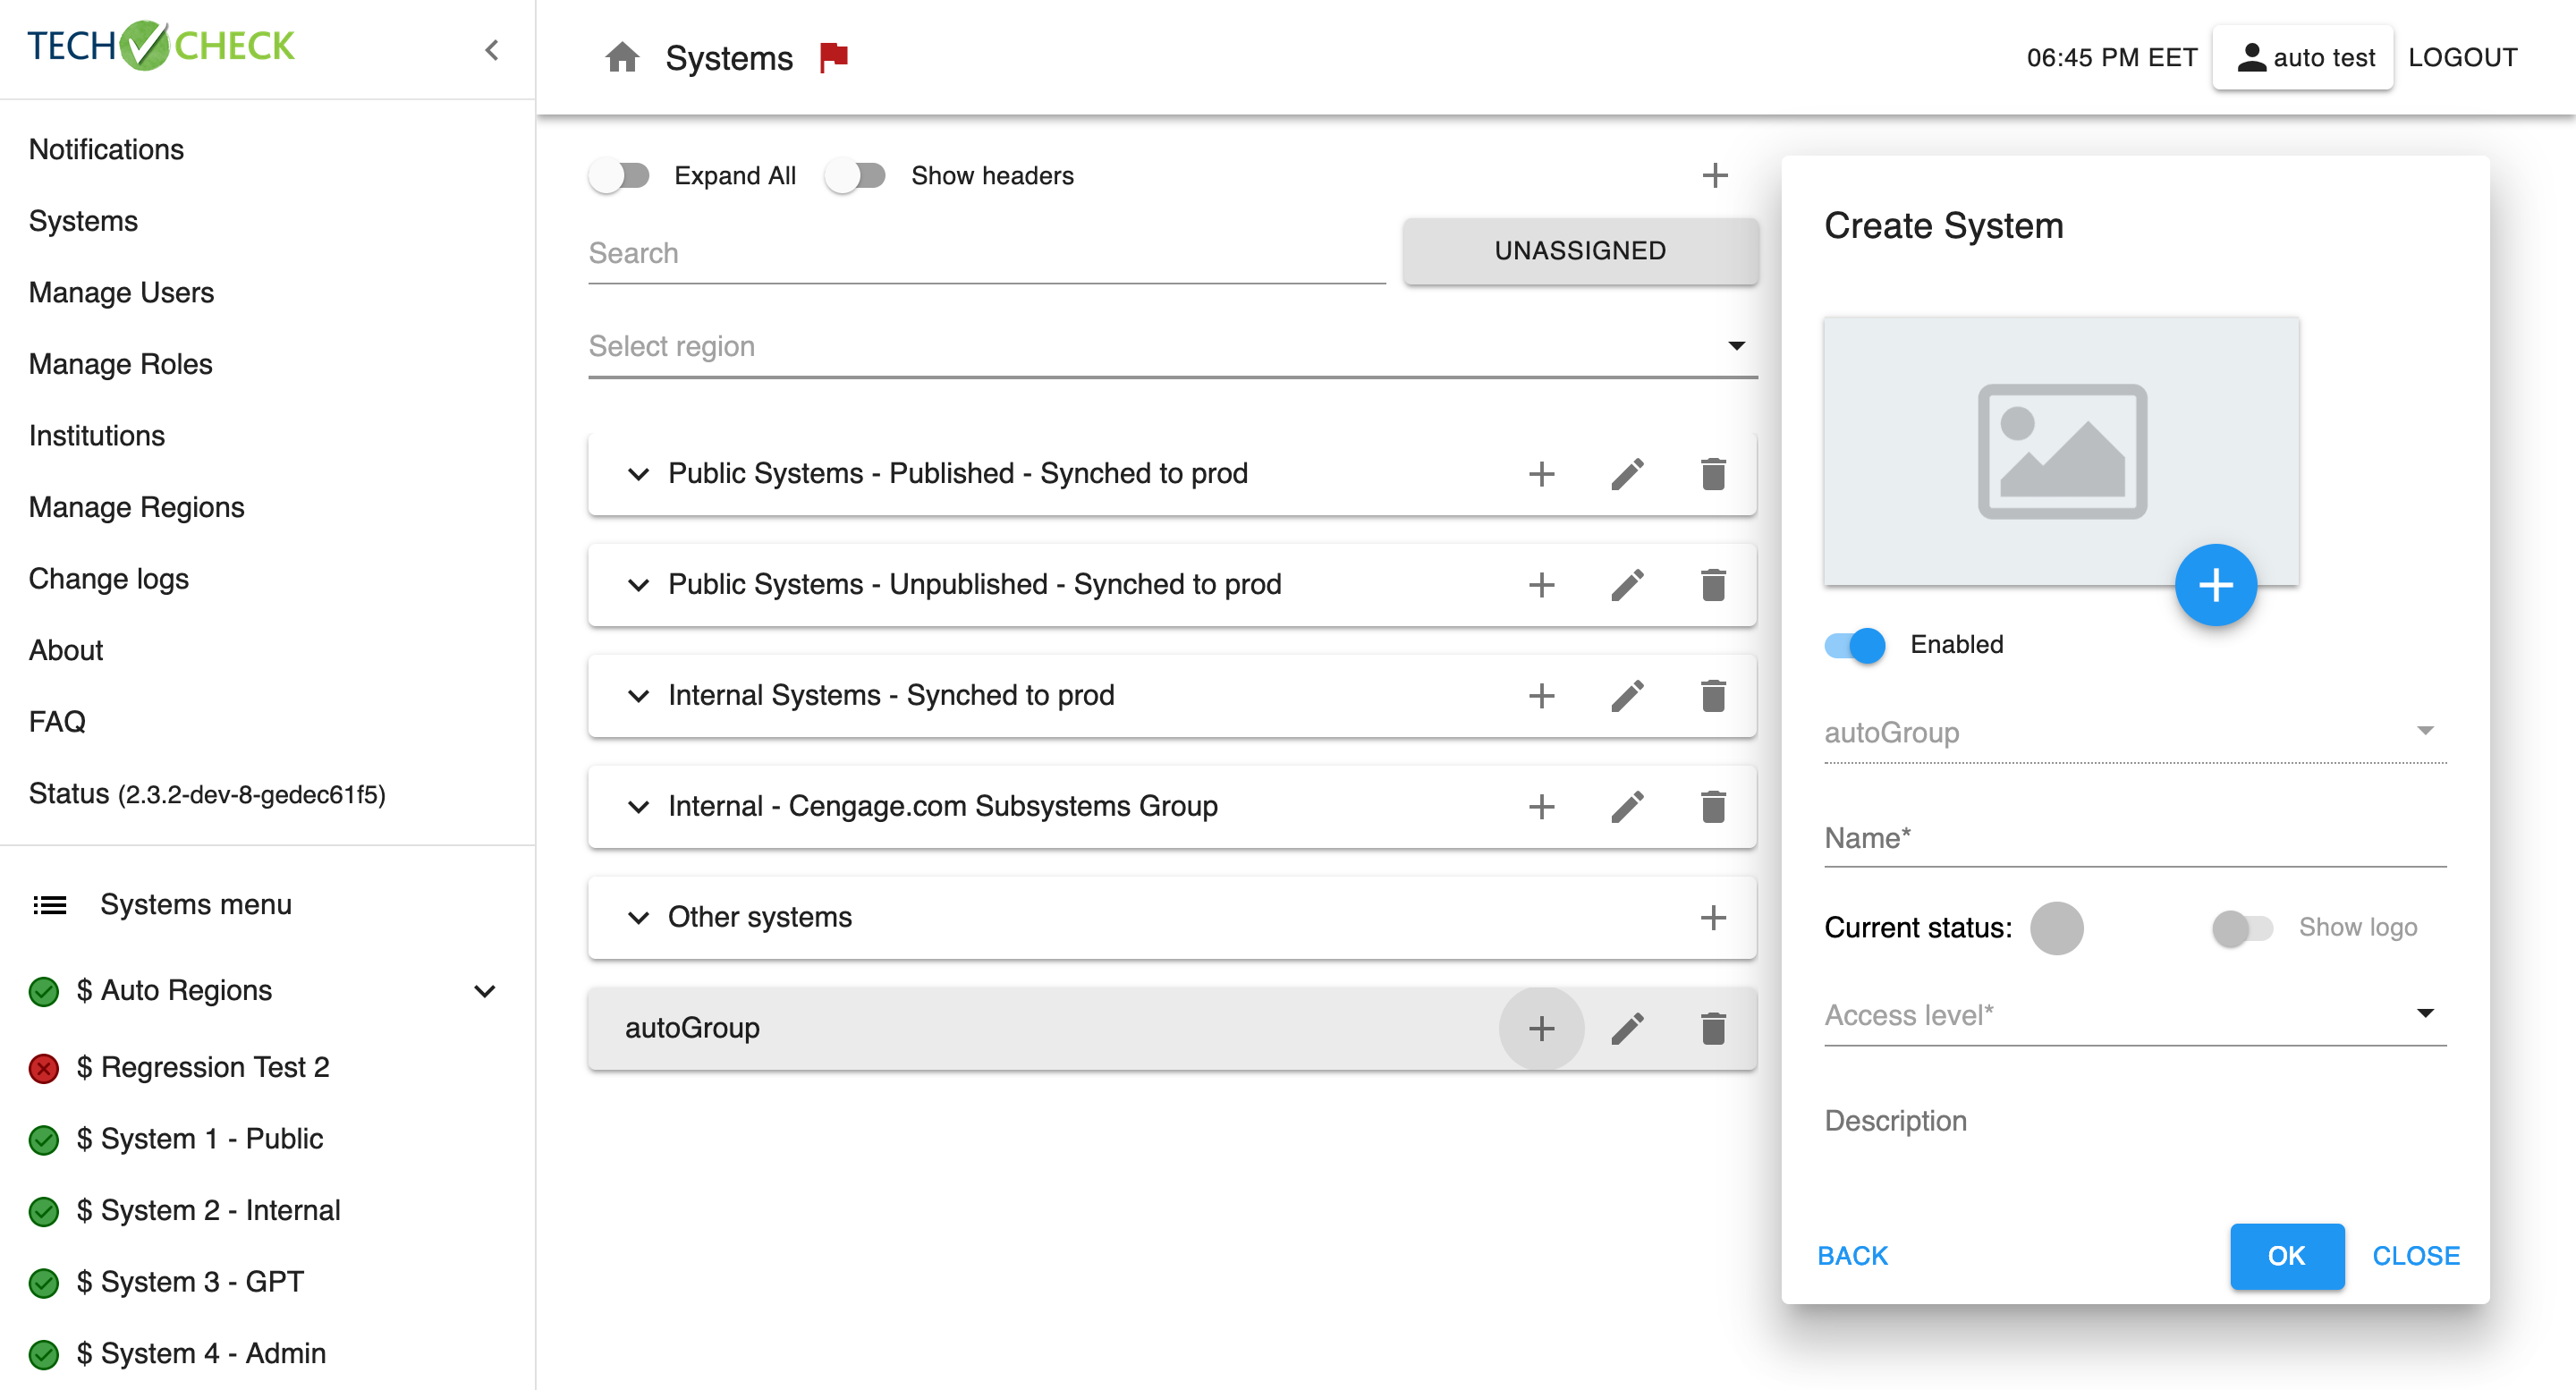 TECH CHECK
Notifications
Systems
Manage Users
Manage Roles
Institutions
Manage Regions
Change logs
About
FAQ
Status (2.3.2-dev-8-gedec61f5)
Systems menu
$ Auto Regions
$ Regression Test 2
$ System 1 - Public
$ System 2 - Internal
$ System 3 - GPT
$ System 4 - Admin
Systems
06:45 PM EET
auto test
LOGOUT
Expand All
Show headers
Search
UNASSIGNED
Select region
Public Systems - Published - Synched to prod
Public Systems - Unpublished - Synched to prod
Internal Systems - Synched to prod
Internal - Cengage.com Subsystems Group
Other systems
autoGroup
Create System
Enabled
autoGroup
Name*
Current status:
Show logo
Access level*
Description
BACK
OK
CLOSE